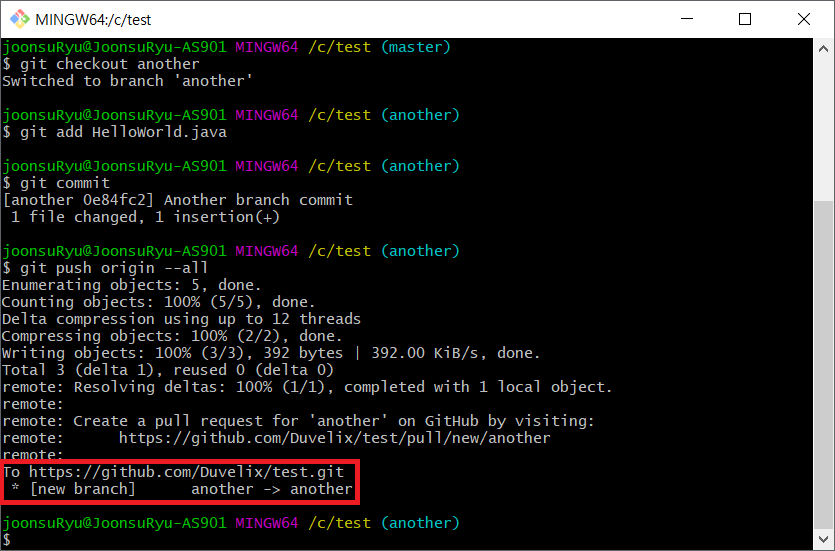 MINGW64:/c/test
joonsuRyu@JoonsuRyu-AS901 MINGW64 /c/test (master)
$ git checkout another
Switched to branch 'another'
joonsuRyu@JoonsuRyu-AS901 MINGW64 /c/test (another)
$ git add HelloWorld.java
joonsuRyu@JoonsuRyu-AS901 MINGW64 /c/test (another)
$ git commit
[another 0e84fc2] Another branch commit
 1 file changed, 1 insertion(+)
joonsuRyu@JoonsuRyu-AS901 MINGW64 /c/test (another)
$ git push origin --all
Enumerating objects: 5, done.
Counting objects: 100% (5/5), done.
Delta compression using up to 12 threads
Compressing objects: 100% (2/2), done.
Writing objects: 100% (3/3), 392 bytes | 392.00 KiB/s, done.
Total 3 (delta 1), reused 0 (delta 0)
remote: Resolving deltas: 100% (1/1), completed with 1 local object.
remote:
remote: Create a pull request for 'another' on GitHub by visiting:
remote:      https://github.com/Duvelix/test/pull/new/another
remote:
To https://github.com/Duvelix/test.git
 * [new branch]      another -> another
joonsuRyu@JoonsuRyu-AS901 MINGW64 /c/test (another)
$